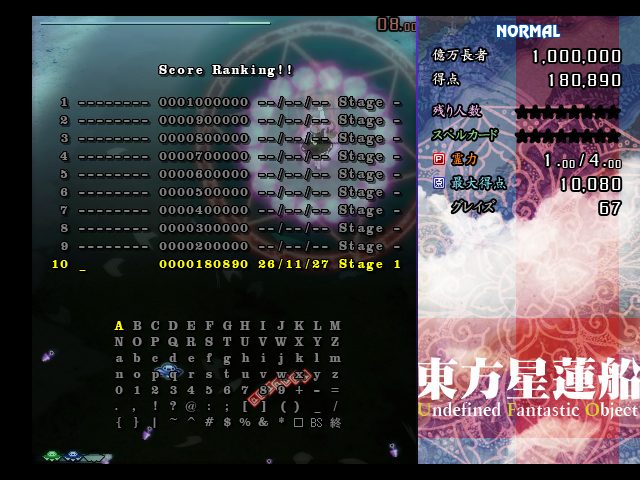 08.00
Score Ranking!!
1 -------- 0001000000 --/--/-- Stage -
2 -------- 0000900000 --/--/-- Stage -
3 -------- 0000800000 --/--/-- Stage -
4 -------- 0000700000 --/--/-- Stage -
5 -------- 0000600000 --/--/-- Stage -
6 -------- 0000500000 --/--/-- Stage -
7 -------- 0000400000 --/--/-- Stage -
8 -------- 0000300000 --/--/-- Stage -
9 -------- 0000200000 --/--/-- Stage -
10 _ 0000180890 26/11/27 Stage 1
A B C D E F G H I J K L M
N O P Q R S T U V W X Y Z
a b c d e f g h i j k l m
n o p q r s t u v w x y z
0 1 2 3 4 5 6 7 8 9 + - =
. , ! ? @ : ; [ ] ( ) _ /
{ } | ~ ^ # $ % & * □ BS 終
NORMAL
億万長者 1,000,000
得点 180,890
残り人数
スペルカード
P 霊力 1.00/4.00
最大得点 10,080
グレイズ 67
東方星蓮船
Undefined Fantastic Object